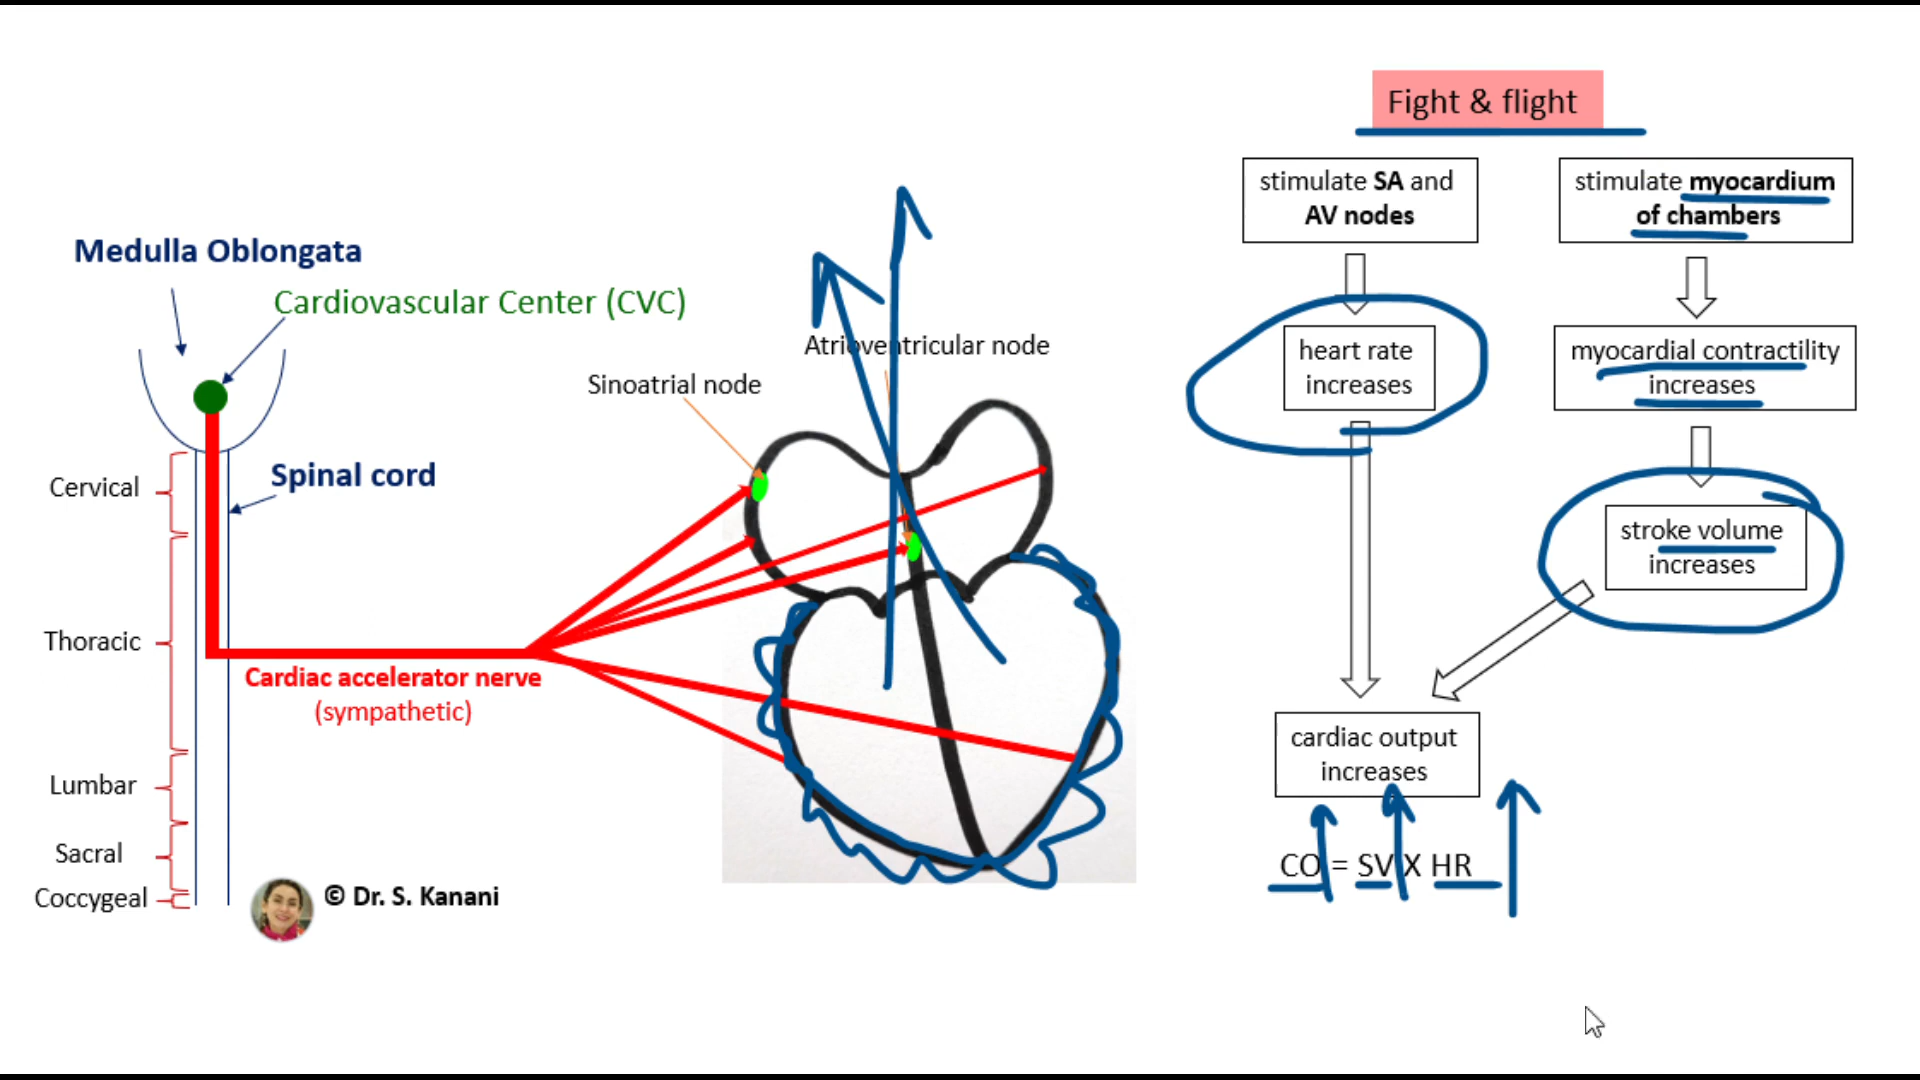 Fight & flight
stimulate SA and
AV nodes
stimulate myocardium
of chambers
heart rate
increases
myocardial contractility
increases
stroke volume
increases
cardiac output
increases
CO = SV X HR
Medulla Oblongata
Cardiovascular Center (CVC)
Atrioventricular node
Sinoatrial node
Spinal cord
Cervical
Thoracic
Lumbar
Sacral
Coccygeal
Cardiac accelerator nerve
(sympathetic)
© Dr. S. Kanani